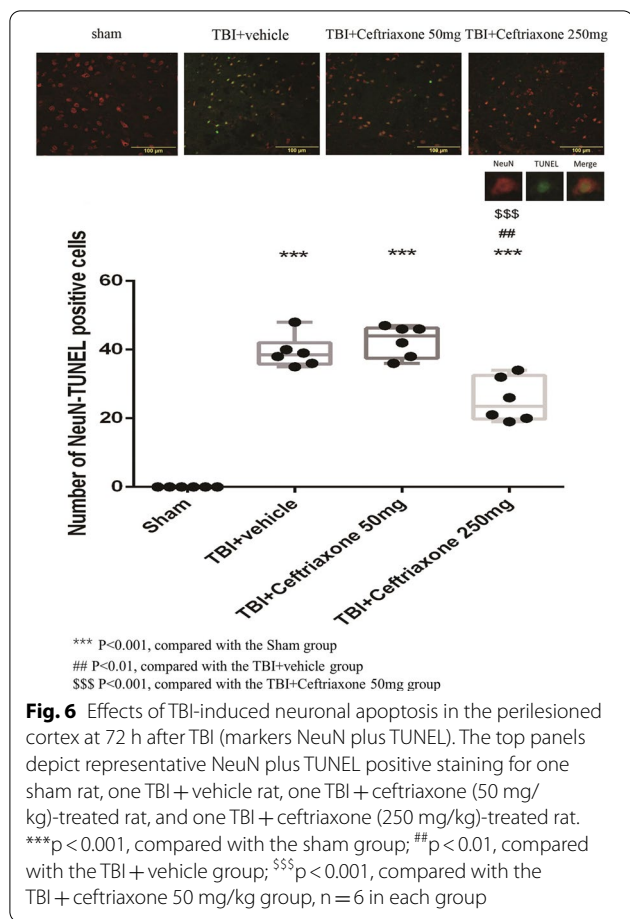 sham TBI+vehicle TBI+Ceftriaxone 50mg TBI+Ceftriaxone 250mg
100 μm 100 μm 100 μm 100 μm
NeuN TUNEL Merge
$$$
##
*** *** ***
Number of NeuN-TUNEL positive cells
60
40
20
0
Sham
TBI+vehicle
TBI+Ceftriaxone 50mg
TBI+Ceftriaxone 250mg
*** P<0.001, compared with the Sham group
## P<0.01, compared with the TBI+vehicle group
$$$ P<0.001, compared with the TBI+Ceftriaxone 50mg group
Fig. 6 Effects of TBI-induced neuronal apoptosis in the perilesioned
cortex at 72 h after TBI (markers NeuN plus TUNEL). The top panels
depict representative NeuN plus TUNEL positive staining for one
sham rat, one TBI + vehicle rat, one TBI + ceftriaxone (50 mg/
kg)-treated rat, and one TBI + ceftriaxone (250 mg/kg)-treated rat.
***p < 0.001, compared with the sham group; ##p < 0.01, compared
with the TBI + vehicle group; $$$p < 0.001, compared with the
TBI + ceftriaxone 50 mg/kg group, n = 6 in each group